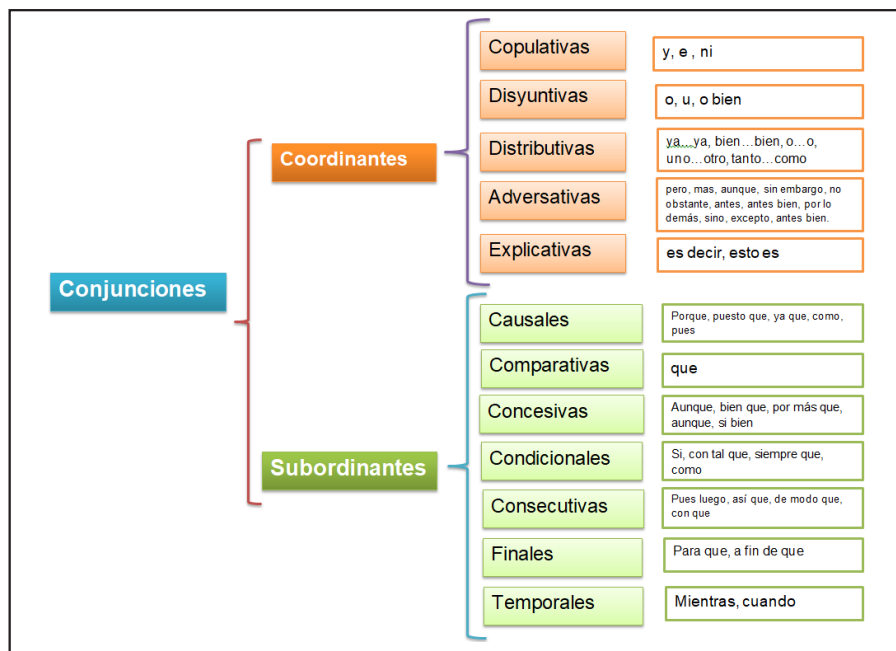 Conjunciones
Coordinantes
Copulativas
y, e , ni
Disyuntivas
o, u, o bien
Distributivas
ya...ya, bien...bien, o...o,
uno...otro, tanto...como
Adversativas
pero, mas, aunque, sin embargo, no
obstante, antes, antes bien, por lo
demás, sino, excepto, antes bien.
Explicativas
es decir, esto es
Subordinantes
Causales
Porque, puesto que, ya que, como,
pues
Comparativas
que
Concesivas
Aunque, bien que, por más que,
aunque, si bien
Condicionales
Si, con tal que, siempre que,
como
Consecutivas
Pues luego, así que, de modo que,
con que
Finales
Para que, a fin de que
Temporales
Mientras, cuando